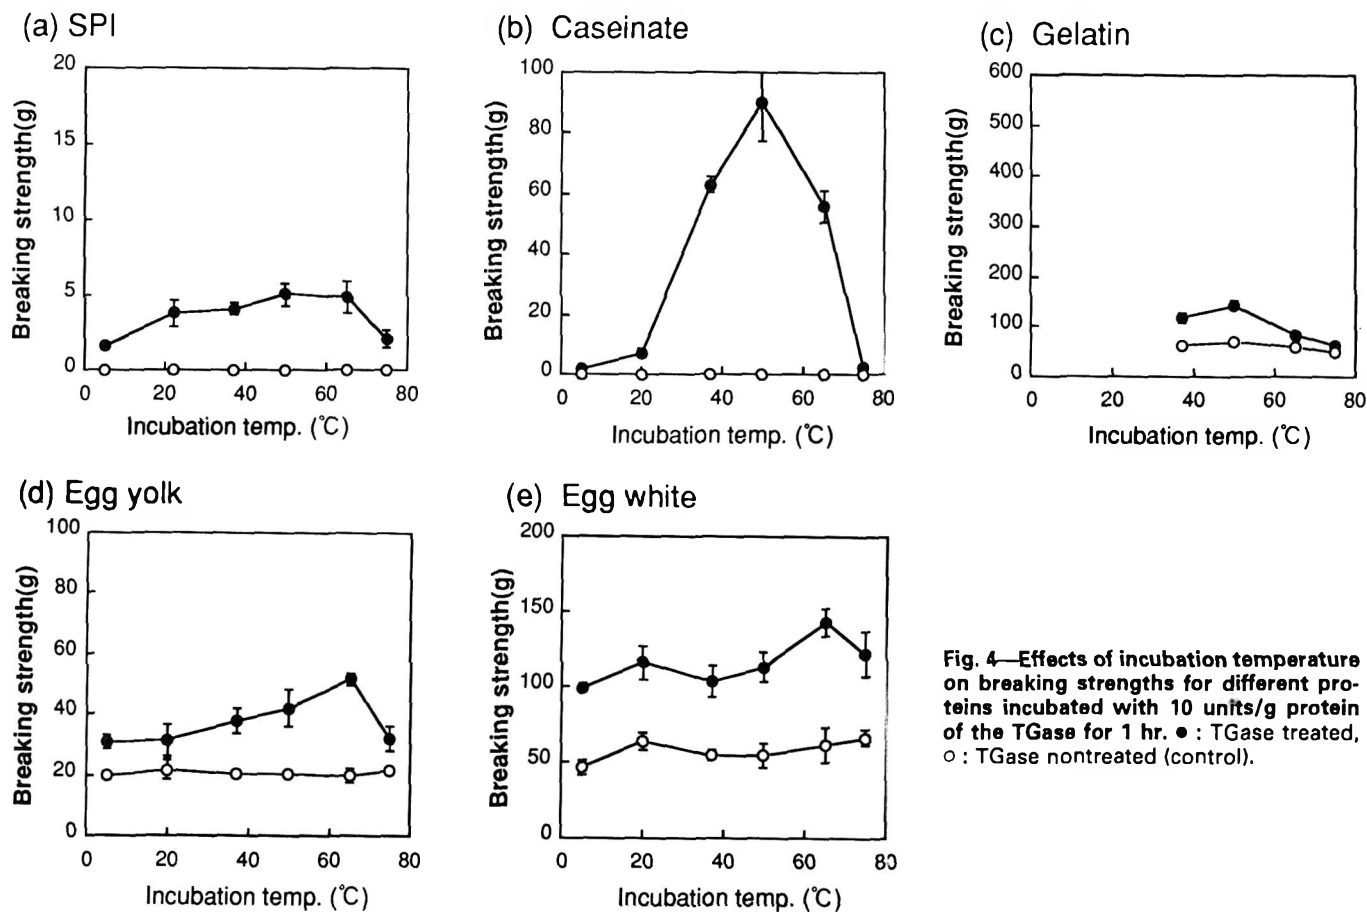 (a) SPI
20
15
10
5
0
Breaking strength(g)
0 20 40 60 80
Incubation temp. (℃)
(b) Caseinate
100
80
60
40
20
0
Breaking strength(g)
0 20 40 60 80
Incubation temp. (℃)
(c) Gelatin
600
500
400
300
200
100
0
Breaking strength(g)
0 20 40 60 80
Incubation temp. (℃)
(d) Egg yolk
100
80
60
40
20
0
Breaking strength(g)
0 20 40 60 80
Incubation temp. (℃)
(e) Egg white
200
150
100
50
0
Breaking strength(g)
0 20 40 60 80
Incubation temp. (℃)
Fig. 4—Effects of incubation temperature
on breaking strengths for different pro-
teins incubated with 10 units/g protein
of the TGase for 1 hr. ● : TGase treated,
○ : TGase nontreated (control).